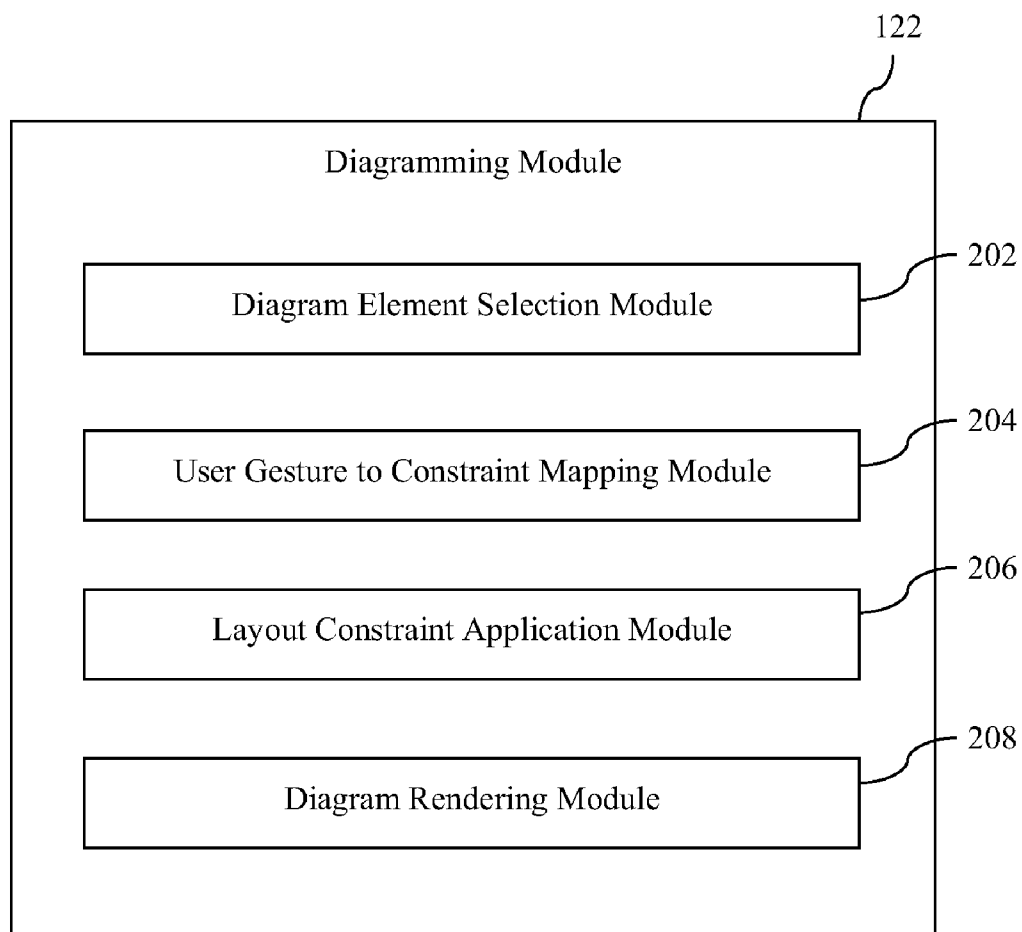 122
Diagramming Module
202
Diagram Element Selection Module
204
User Gesture to Constraint Mapping Module
206
Layout Constraint Application Module
208
Diagram Rendering Module